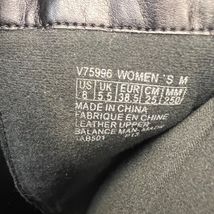 V75996 WOMEN 'S M
US UK EUR CM MM
8 5.5 38.5 25 250
MADE IN CHINA
FABRIQUE EN CHINE
LEATHER UPPER
BALANCE MAN. MADE